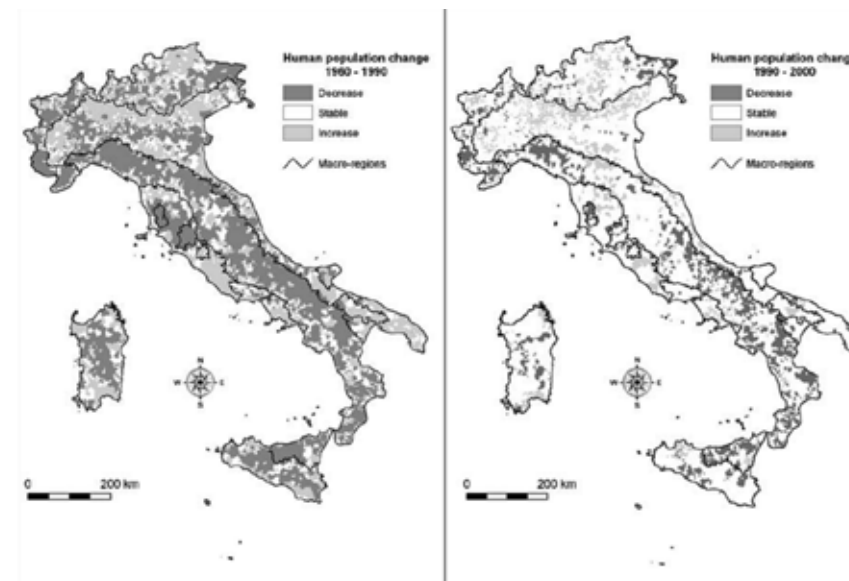 Human population change
1960 - 1990
Decrease
Stable
Increase
Macro-regions
N
W
E
S
0
200 km
Human population chang
1990 - 2000
Decrease
Stable
Increase
Macro-regions
N
W
E
S
0
200 km